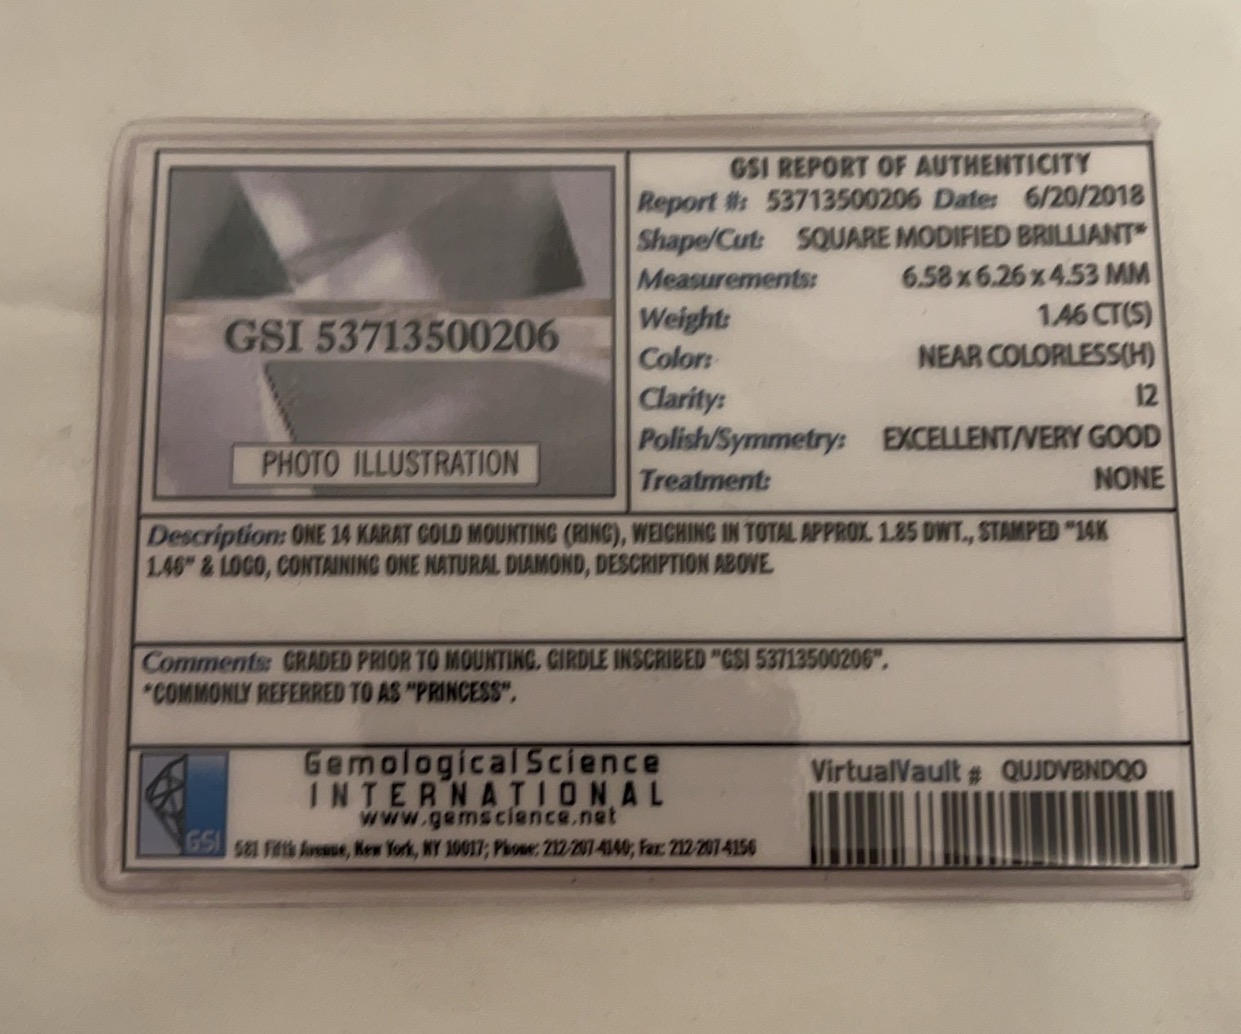 GSI REPORT OF AUTHENTICITY
Report #: 53713500206 Date: 6/20/2018
Shape/Cut: SQUARE MODIFIED BRILLIANT*
Measurements: 6.58 x 6.26 x 4.53 MM
Weight: 1.46 CT(S)
Color: NEAR COLORLESS(H)
Clarity: I2
Polish/Symmetry: EXCELLENT/VERY GOOD
Treatment: NONE
GSI 53713500206
PHOTO ILLUSTRATION
Description: ONE 14 KARAT GOLD MOUNTING (RING), WEIGHING IN TOTAL APPROX. 1.85 DWT., STAMPED "14K
1.46" & LOGO, CONTAINING ONE NATURAL DIAMOND, DESCRIPTION ABOVE.
Comments: GRADED PRIOR TO MOUNTING. GIRDLE INSCRIBED "GSI 53713500206".
*COMMONLY REFERRED TO AS "PRINCESS".
GSI
Gemological Science
INTERNATIONAL
www.gemscience.net
581 Fifth Avenue, New York, NY 10017; Phone: 212-207-4140; Fax: 212-207-4156
VirtualVault # QUJDVBNDQO